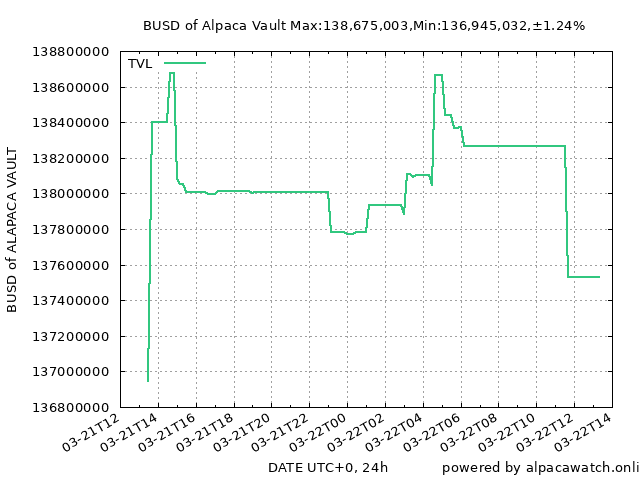 BUSD of Alpaca Vault Max:138,675,003,Min:136,945,032,±1.24%
TVL
138800000
138600000
138400000
138200000
138000000
137800000
137600000
137400000
137200000
137000000
136800000
BUSD of ALAPACA VAULT
03-21T12
03-21T14
03-21T16
03-21T18
03-21T20
03-21T22
03-22T00
03-22T02
03-22T04
03-22T06
03-22T08
03-22T10
03-22T12
03-22T14
DATE UTC+0, 24h
powered by alpacawatch.onli